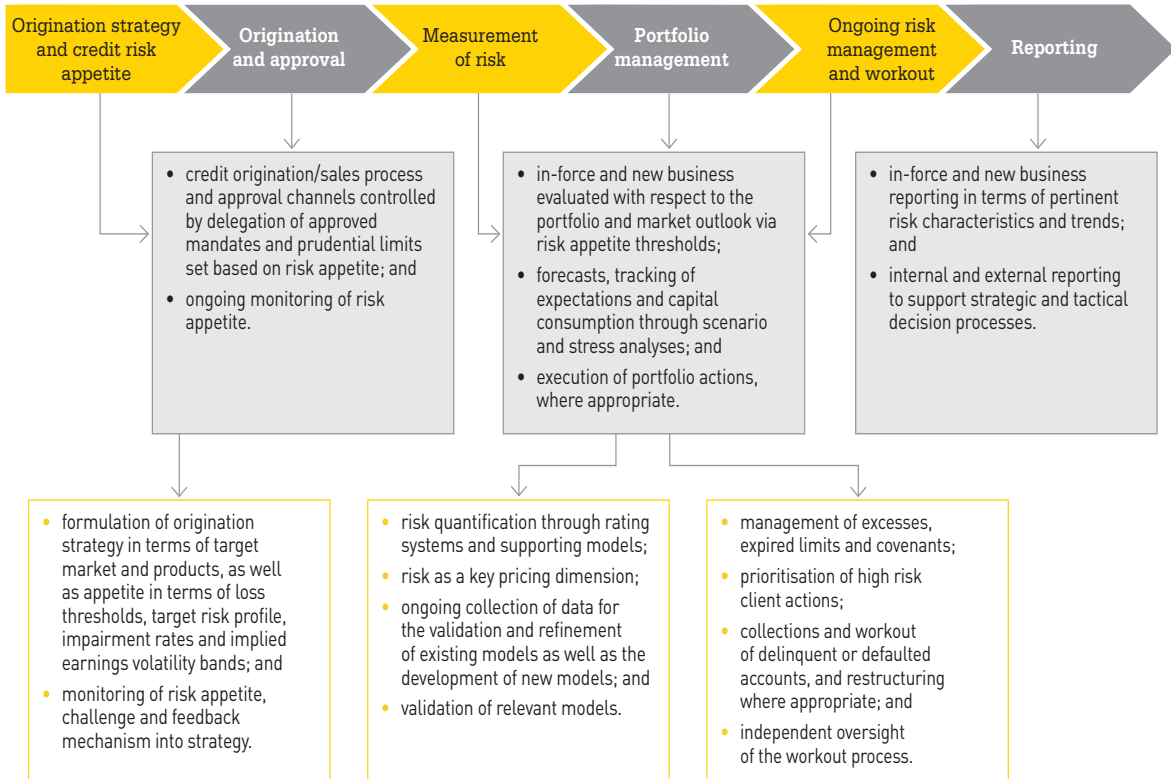 Origination strategy
and credit risk
appetite
Origination
and approval
Measurement
of risk
Portfolio
management
Ongoing risk
management
and workout
Reporting
• credit origination/sales process
and approval channels controlled
by delegation of approved
mandates and prudential limits
set based on risk appetite; and
• ongoing monitoring of risk
appetite.
• in-force and new business
evaluated with respect to the
portfolio and market outlook via
risk appetite thresholds;
• forecasts, tracking of
expectations and capital
consumption through scenario
and stress analyses; and
• execution of portfolio actions,
where appropriate.
• in-force and new business
reporting in terms of pertinent
risk characteristics and trends;
and
• internal and external reporting
to support strategic and tactical
decision processes.
• formulation of origination
strategy in terms of target
market and products, as well
as appetite in terms of loss
thresholds, target risk profile,
impairment rates and implied
earnings volatility bands; and
• monitoring of risk appetite,
challenge and feedback
mechanism into strategy.
• risk quantification through rating
systems and supporting models;
• risk as a key pricing dimension;
• ongoing collection of data for
the validation and refinement
of existing models as well as the
development of new models; and
• validation of relevant models.
• management of excesses,
expired limits and covenants;
• prioritisation of high risk
client actions;
• collections and workout
of delinquent or defaulted
accounts, and restructuring
where appropriate; and
• independent oversight
of the workout process.